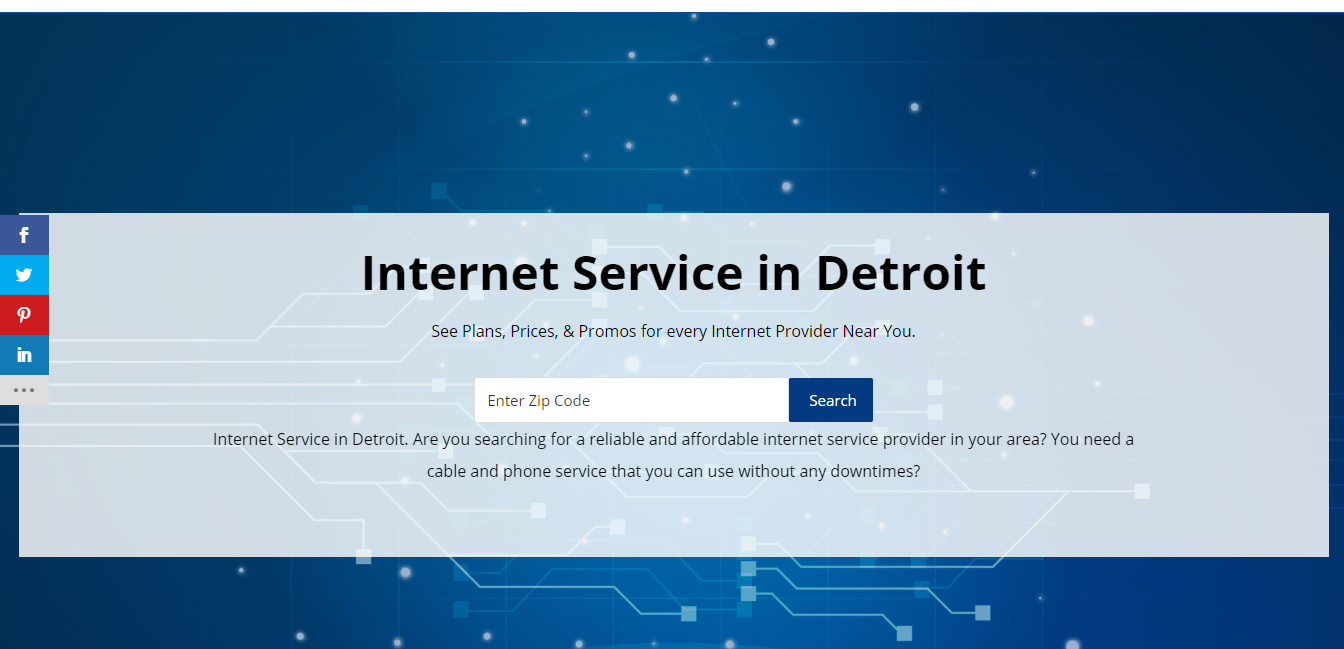 Internet Service in Detroit
See Plans, Prices, & Promos for every Internet Provider Near You.
Enter Zip Code
Search
Internet Service in Detroit. Are you searching for a reliable and affordable internet service provider in your area? You need a
cable and phone service that you can use without any downtimes?